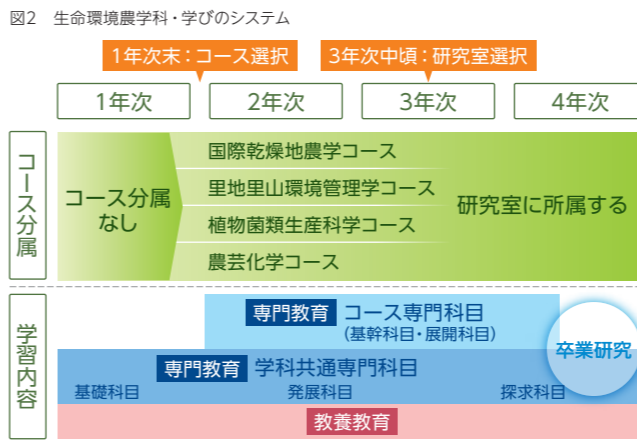 図2　生命環境農学科・学びのシステム
1年次末：コース選択
3年次中頃：研究室選択
1年次
2年次
3年次
4年次
コース分属
コース分属
なし
国際乾燥地農学コース
里地里山環境管理学コース
植物菌類生産科学コース
農芸化学コース
研究室に所属する
学習内容
専門教育 コース専門科目
(基幹科目・展開科目)
卒業研究
専門教育 学科共通専門科目
基礎科目
発展科目
探求科目
教養教育